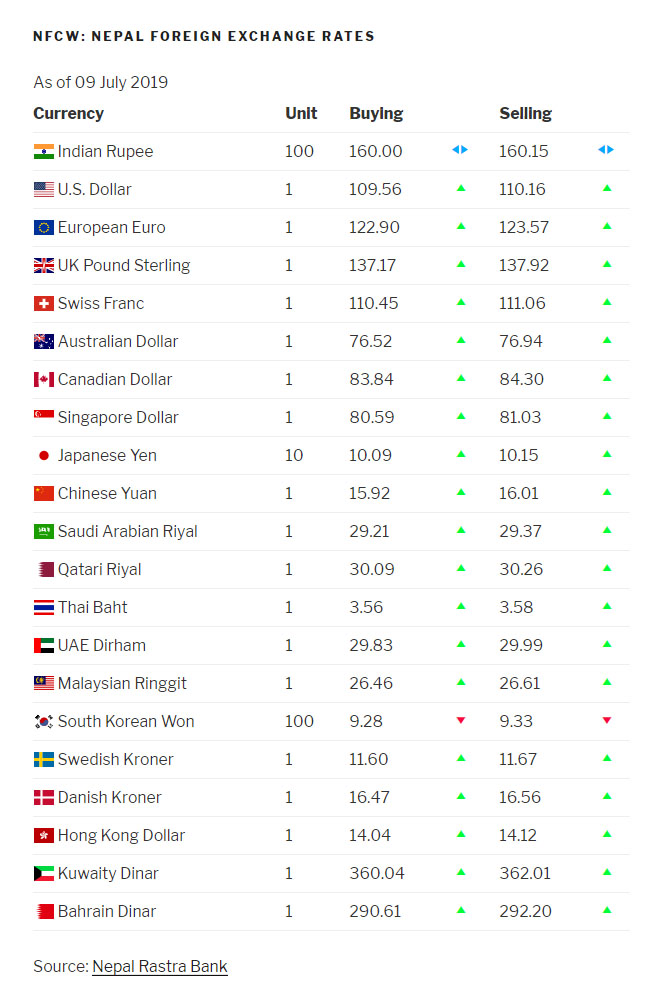 NFCW: NEPAL FOREIGN EXCHANGE RATES
As of 09 July 2019
Currency Unit Buying Selling
Indian Rupee 100 160.00 160.15
U.S. Dollar 1 109.56 110.16
European Euro 1 122.90 123.57
UK Pound Sterling 1 137.17 137.92
Swiss Franc 1 110.45 111.06
Australian Dollar 1 76.52 76.94
Canadian Dollar 1 83.84 84.30
Singapore Dollar 1 80.59 81.03
Japanese Yen 10 10.09 10.15
Chinese Yuan 1 15.92 16.01
Saudi Arabian Riyal 1 29.21 29.37
Qatari Riyal 1 30.09 30.26
Thai Baht 1 3.56 3.58
UAE Dirham 1 29.83 29.99
Malaysian Ringgit 1 26.46 26.61
South Korean Won 100 9.28 9.33
Swedish Kroner 1 11.60 11.67
Danish Kroner 1 16.47 16.56
Hong Kong Dollar 1 14.04 14.12
Kuwaity Dinar 1 360.04 362.01
Bahrain Dinar 1 290.61 292.20
Source: Nepal Rastra Bank